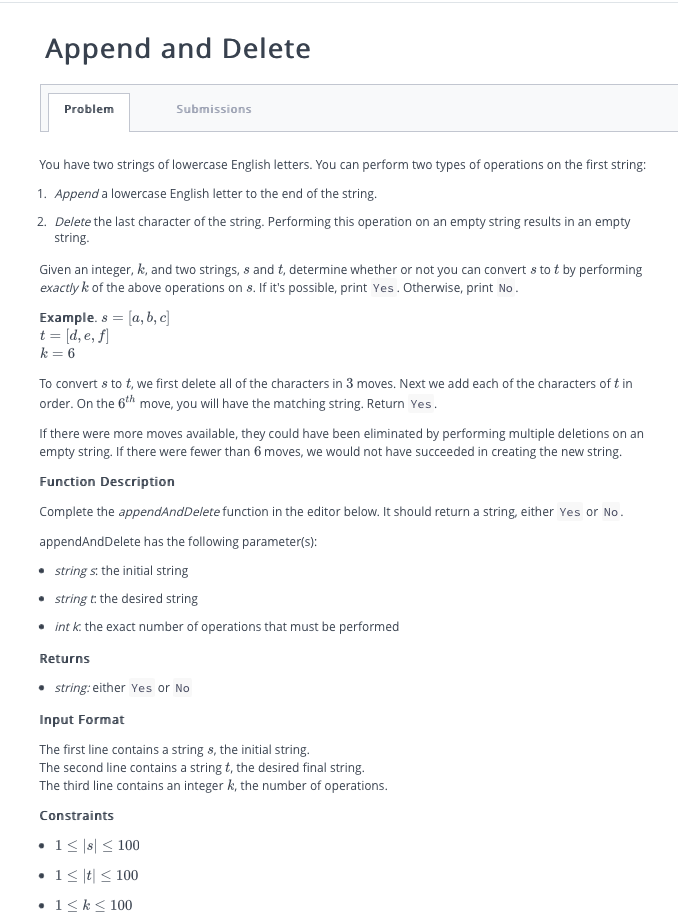 Append and Delete
Problem
Submissions
You have two strings of lowercase English letters. You can perform two types of operations on the first string:
1. Append a lowercase English letter to the end of the string.
2. Delete the last character of the string. Performing this operation on an empty string results in an empty
string.
Given an integer, k, and two strings, s and t, determine whether or not you can convert s to t by performing
exactly k of the above operations on s. If it's possible, print Yes. Otherwise, print No.
Example. s = [a, b, c]
t = [d, e, f]
k = 6
To convert s to t, we first delete all of the characters in 3 moves. Next we add each of the characters of t in
order. On the 6th move, you will have the matching string. Return Yes.
If there were more moves available, they could have been eliminated by performing multiple deletions on an
empty string. If there were fewer than 6 moves, we would not have succeeded in creating the new string.
Function Description
Complete the appendAndDelete function in the editor below. It should return a string, either Yes or No.
appendAndDelete has the following parameter(s):
• string s: the initial string
• string t: the desired string
• int k: the exact number of operations that must be performed
Returns
• string: either Yes or No
Input Format
The first line contains a string s, the initial string.
The second line contains a string t, the desired final string.
The third line contains an integer k, the number of operations.
Constraints
• 1 ≤ |s| ≤ 100
• 1 ≤ |t| ≤ 100
• 1 ≤ k ≤ 100